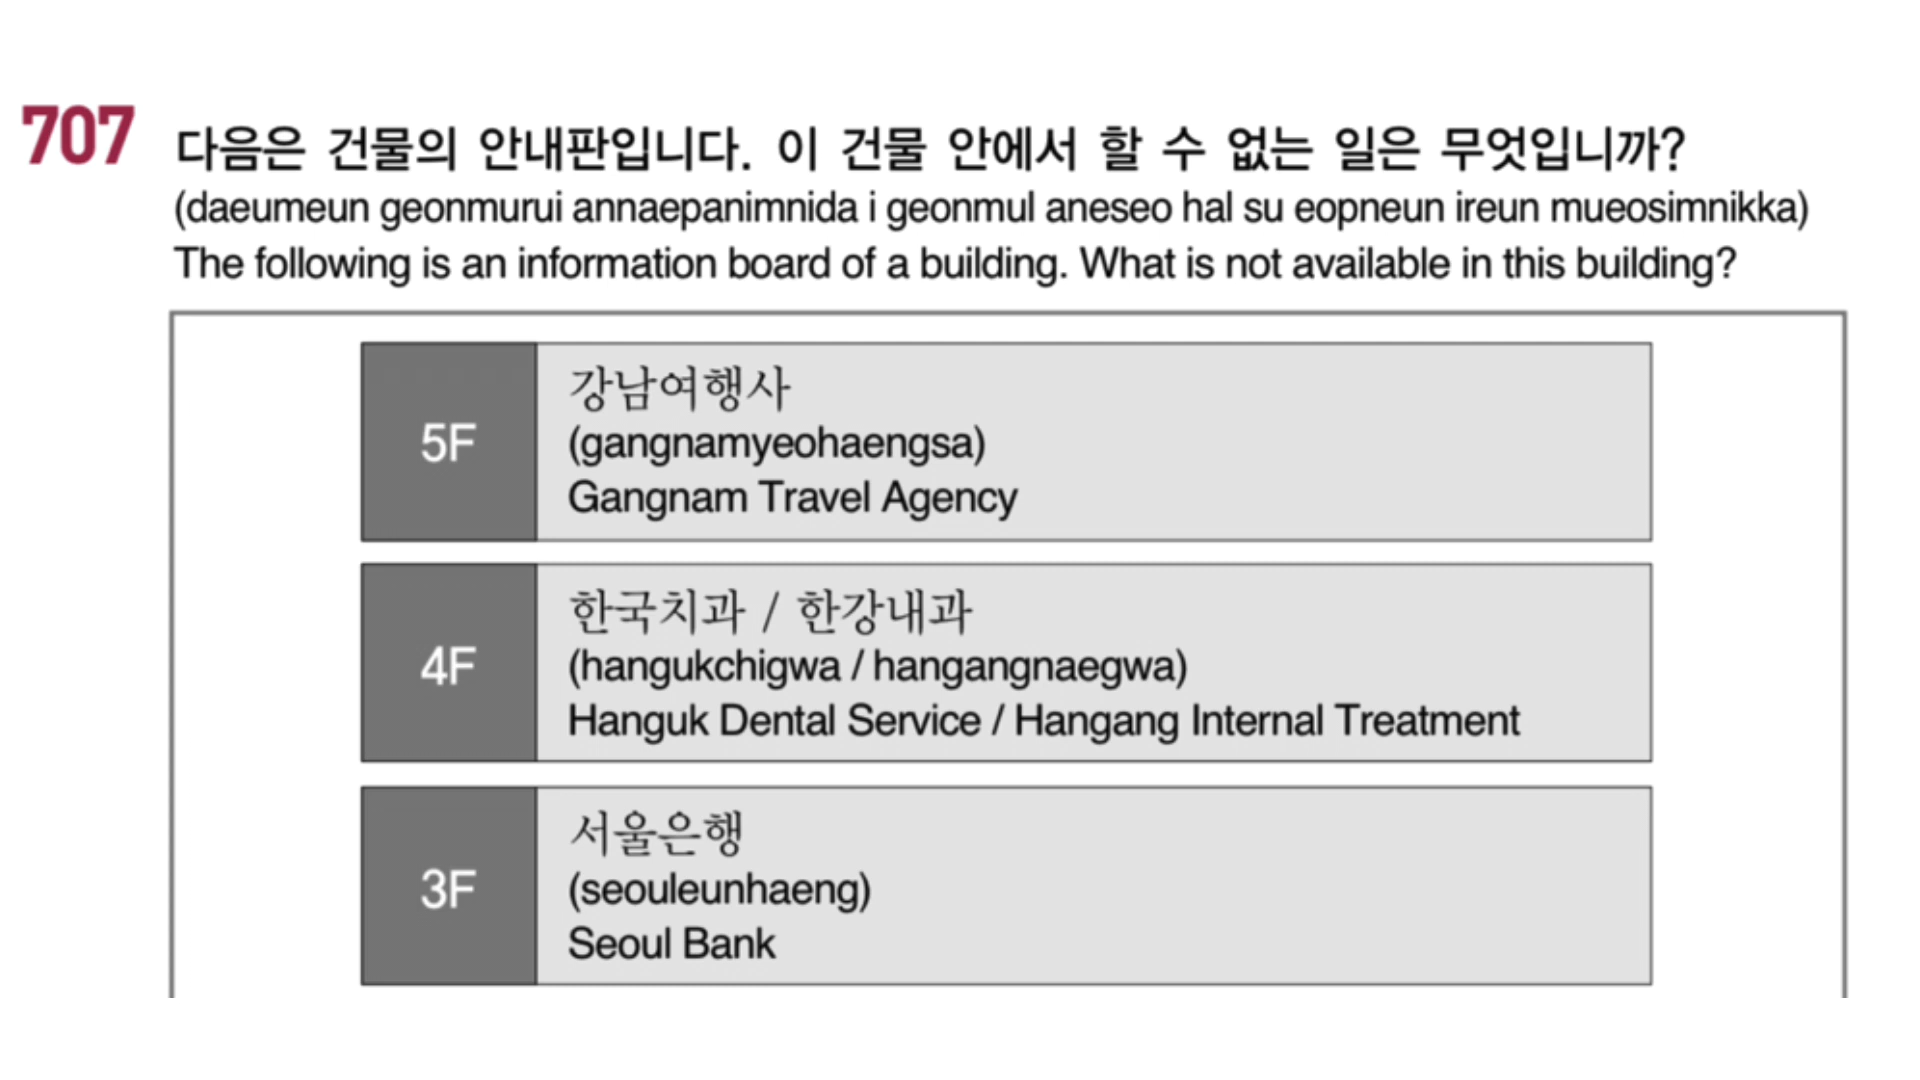 707 다음은 건물의 안내판입니다. 이 건물 안에서 할 수 없는 일은 무엇입니까?
(daeumeun geonmurui annaepanimnida i geonmul aneseo hal su eopneun ireun mueosimnikka)
The following is an information board of a building. What is not available in this building?
강남여행사
5F (gangnamyeohaengsa)
Gangnam Travel Agency
한국치과 / 한강내과
4F (hangukchigwa / hangangnaegwa)
Hanguk Dental Service / Hangang Internal Treatment
서울은행
3F (seouleunhaeng)
Seoul Bank